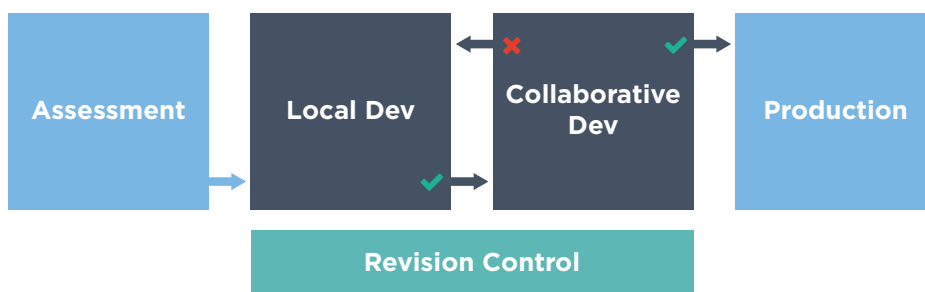 Assessment
Local Dev
Collaborative
Dev
Production
Revision Control